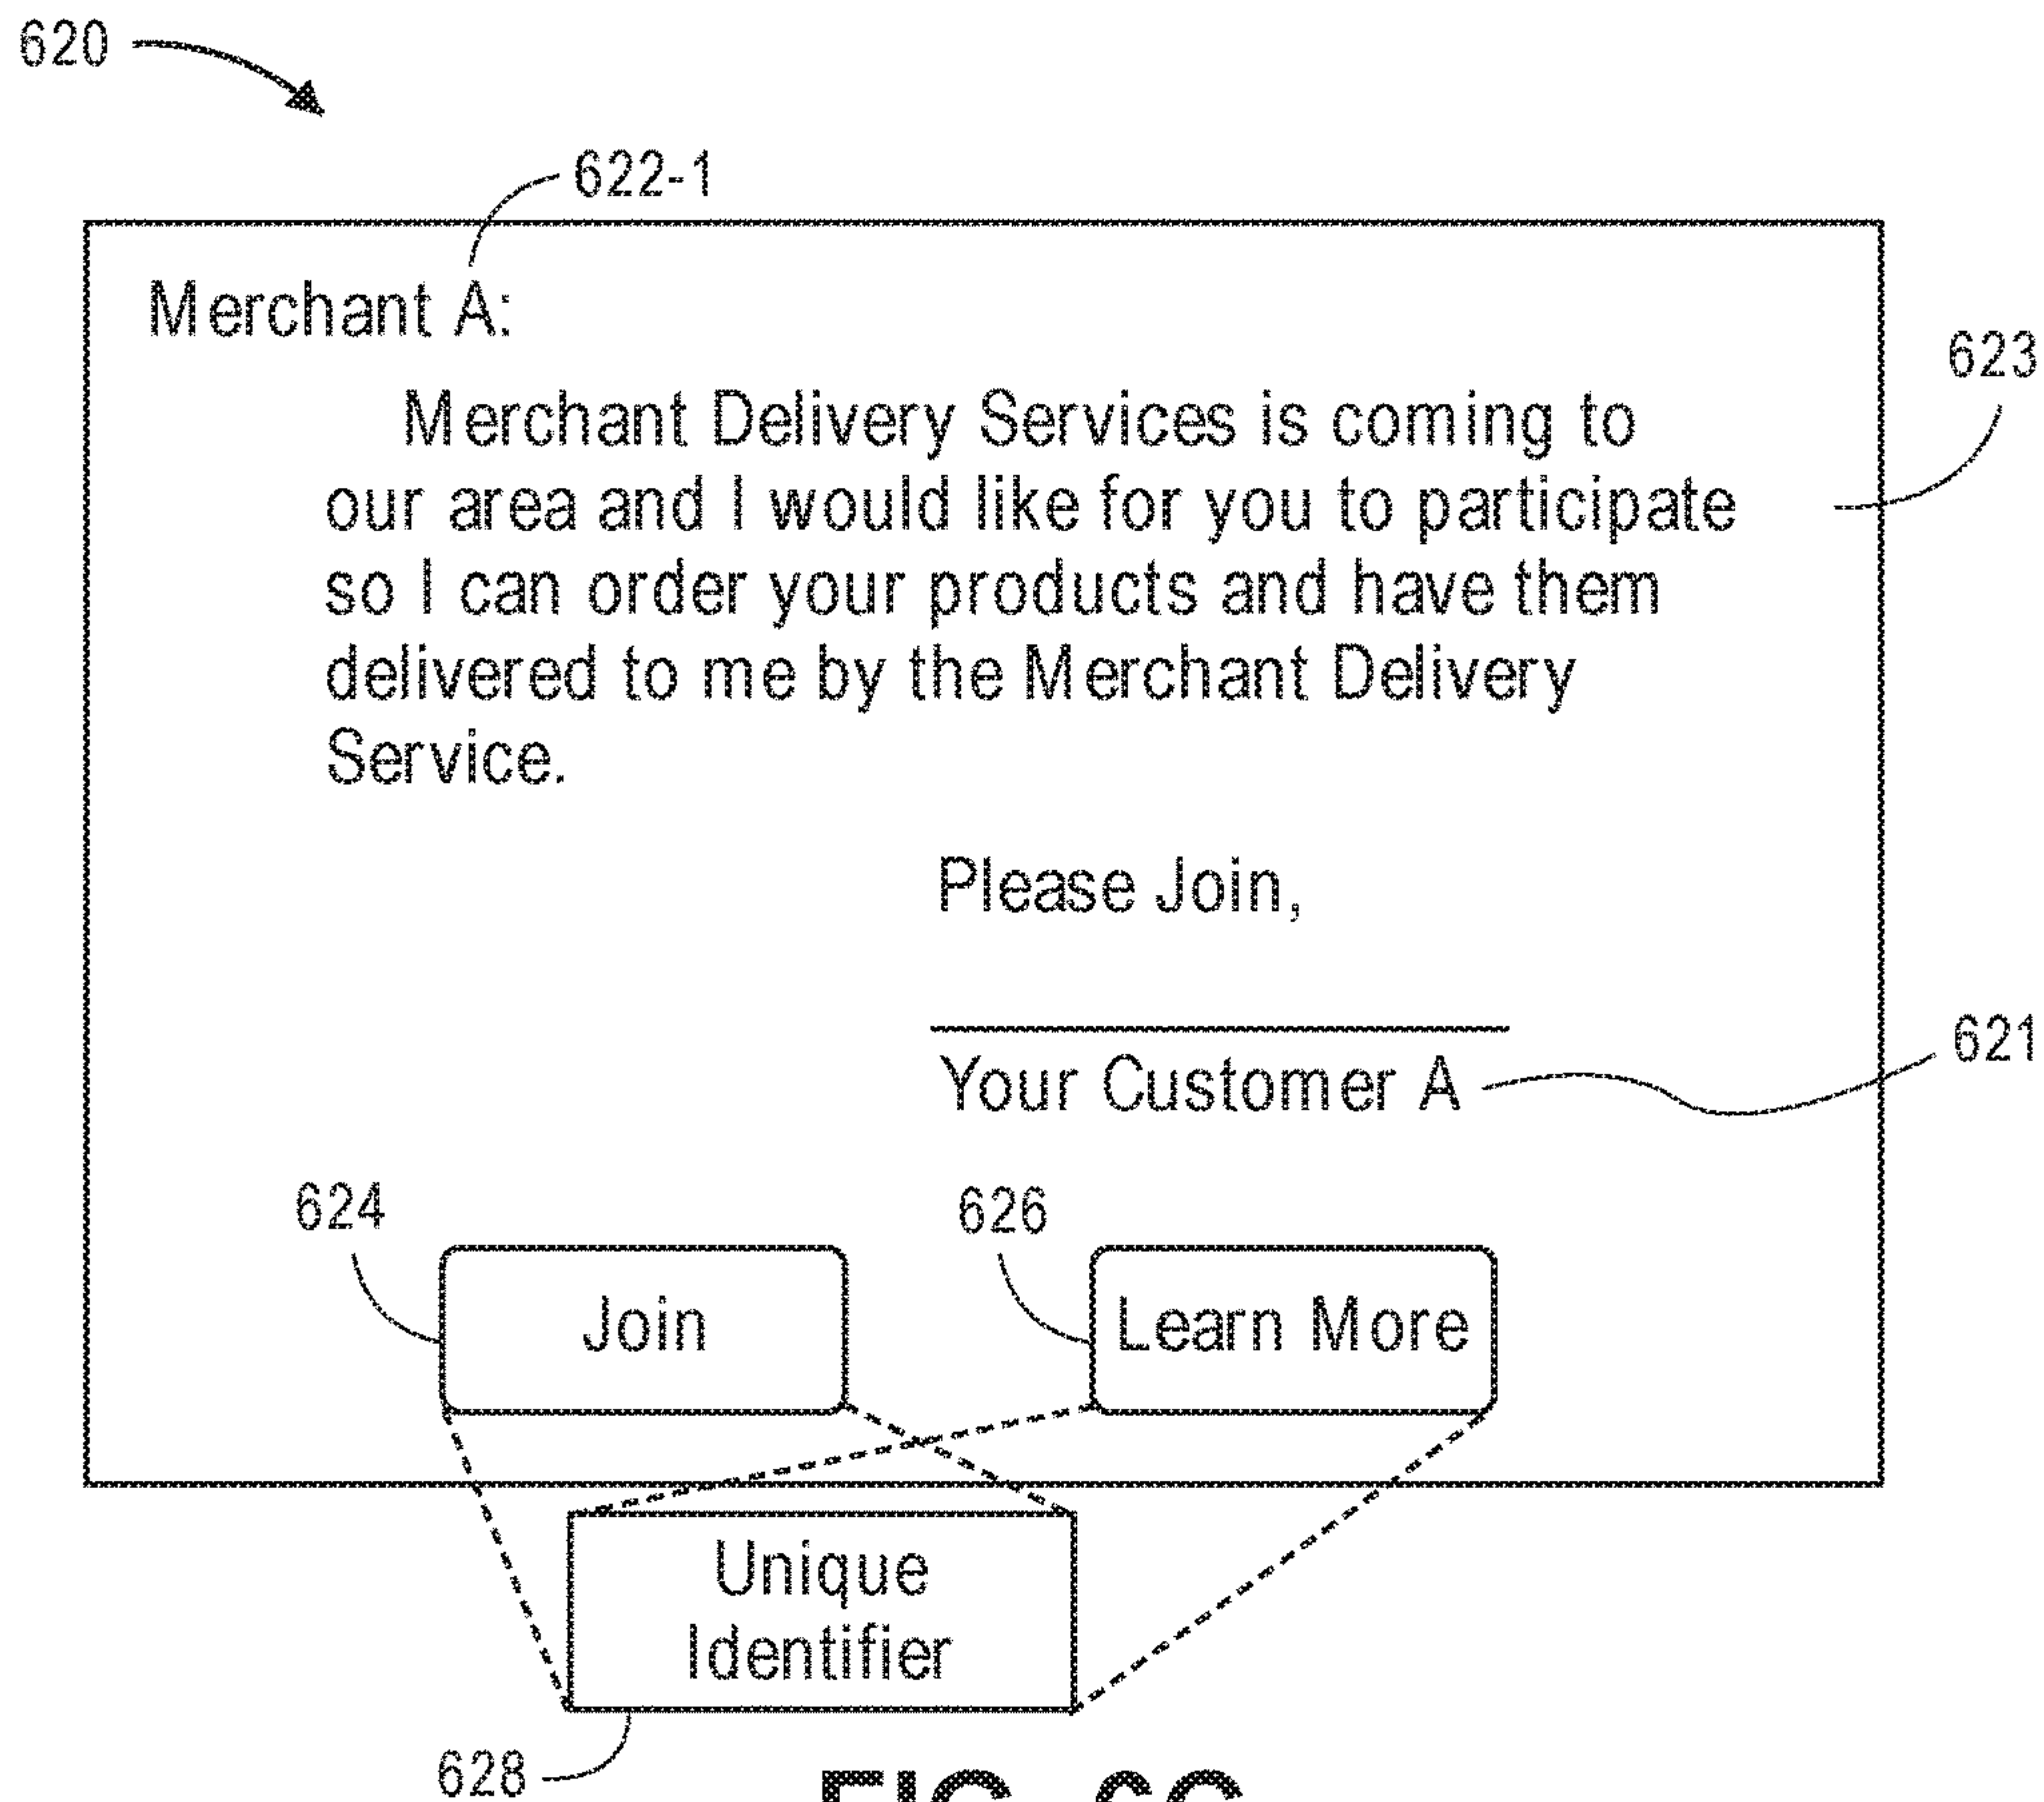 620
622-1
Merchant A:
623
Merchant Delivery Services is coming to
our area and I would like for you to participate
so I can order your products and have them
delivered to me by the Merchant Delivery
Service.
Please Join,
Your Customer A
621
624
626
Join
Learn More
Unique
Identifier
628
FIG. 6C